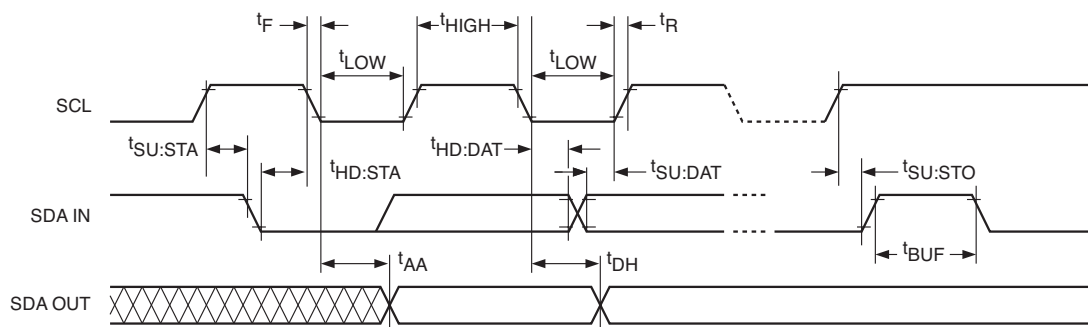 tF tHIGH tR
tLOW tLOW
SCL
tSU:STA tHD:STA tHD:DAT tSU:DAT tSU:STO
SDA IN
tBUF
tAA tDH
SDA OUT